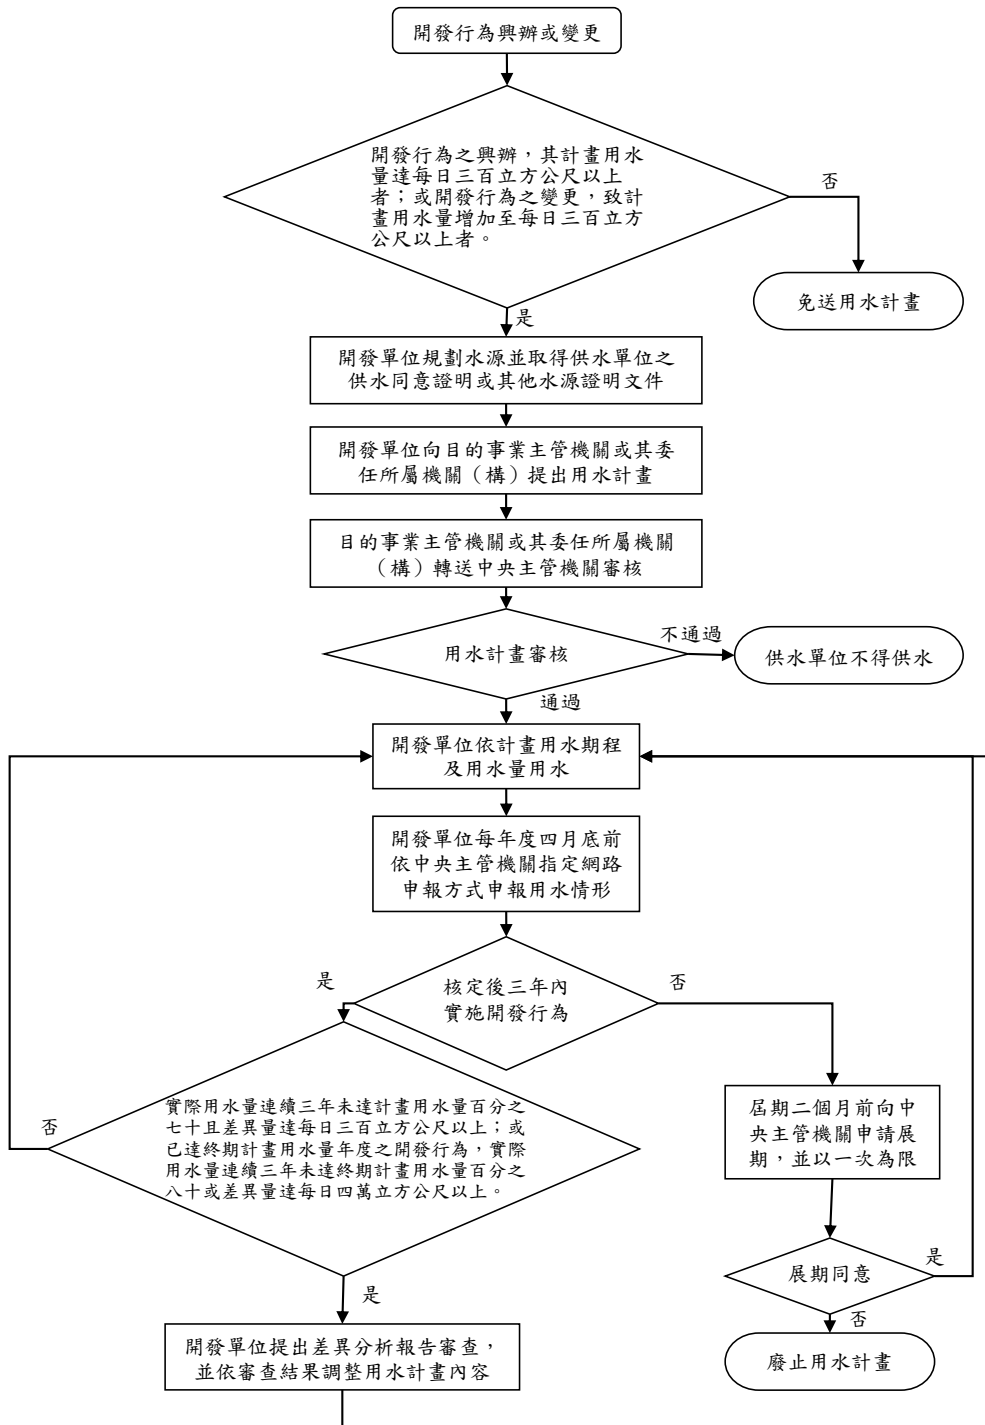 開發行為興辦或變更
開發行為之興辦，其計畫用水
量達每日三百立方公尺以上
者；或開發行為之變更，致計
畫用水量增加至每日三百立方
公尺以上者。
否
免送用水計畫
是
開發單位規劃水源並取得供水單位之
供水同意證明或其他水源證明文件
開發單位向目的事業主管機關或其委
任所屬機關（構）提出用水計畫
目的事業主管機關或其委任所屬機關
（構）轉送中央主管機關審核
用水計畫審核
不通過
供水單位不得供水
通過
開發單位依計畫用水期程
及用水量用水
開發單位每年度四月底前
依中央主管機關指定網路
申報方式申報用水情形
核定後三年內
實施開發行為
是
否
實際用水量連續三年未達計畫用水量百分之
七十且差異量達每日三百立方公尺以上；或
已達終期計畫用水量年度之開發行為，實際
用水量連續三年未達終期計畫用水量百分之
八十或差異量達每日四萬立方公尺以上。
否
屆期二個月前向中
央主管機關申請展
期，並以一次為限
展期同意
是
是
否
開發單位提出差異分析報告審查，
並依審查結果調整用水計畫內容
廢止用水計畫